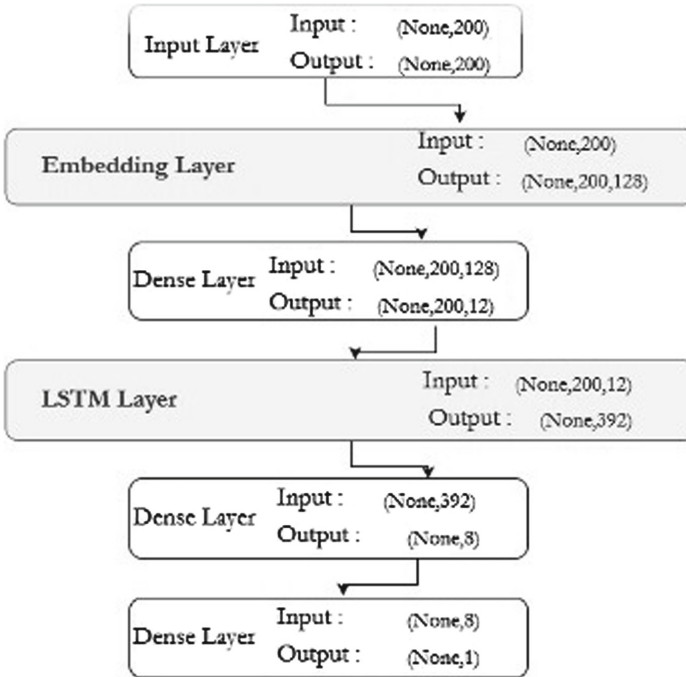 Input Layer
Input : (None,200)
Output : (None,200)
Embedding Layer
Input : (None,200)
Output : (None,200,128)
Dense Layer
Input : (None,200,128)
Output : (None,200,12)
LSTM Layer
Input : (None,200,12)
Output : (None,392)
Dense Layer
Input : (None,392)
Output : (None,8)
Dense Layer
Input : (None,8)
Output : (None,1)